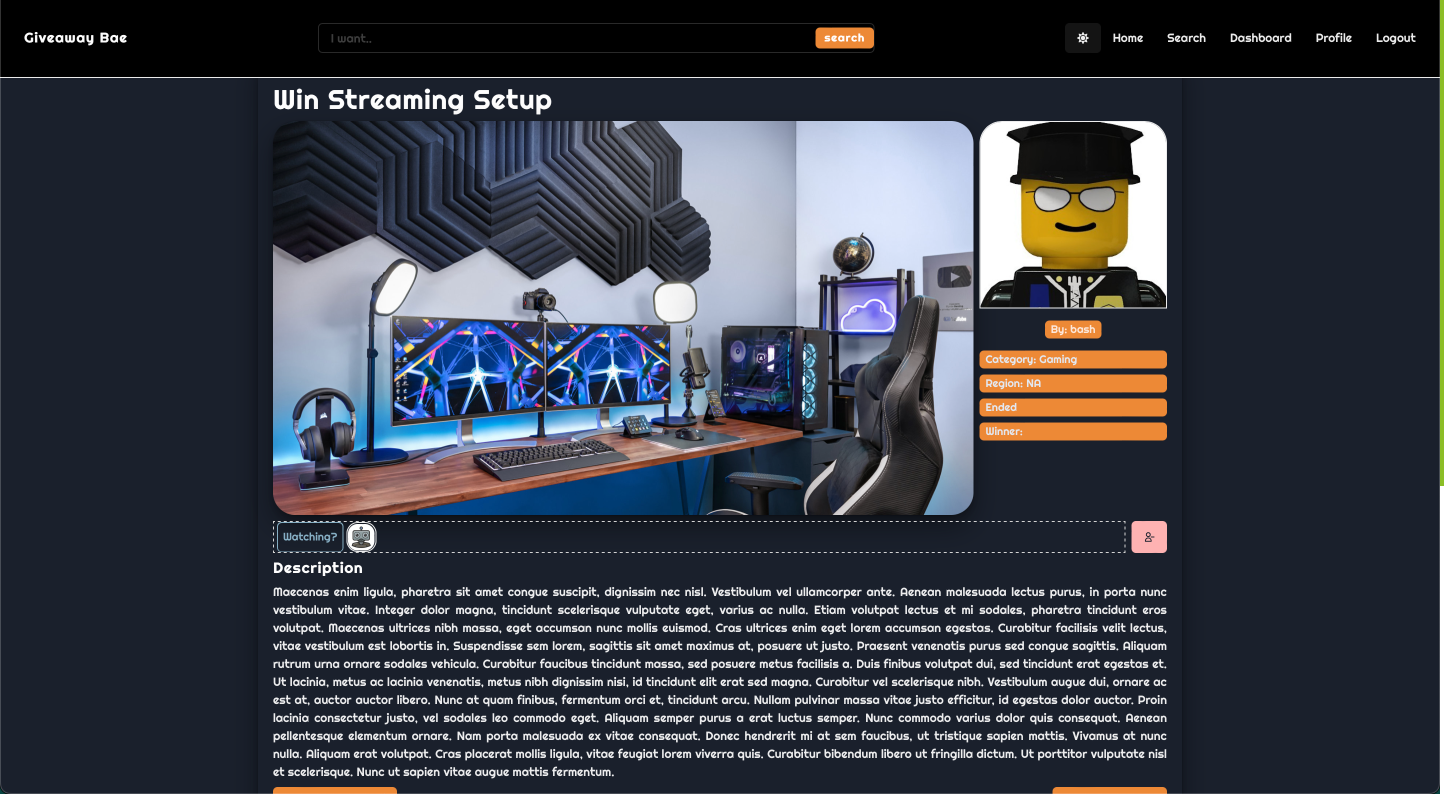 Giveaway Bae
I want..
search
Home
Search
Dashboard
Profile
Logout
Win Streaming Setup
By: bash
Category: Gaming
Region: NA
Ended
Winner:
Watching?
Description
Maecenas enim ligula, pharetra sit amet congue suscipit, dignissim nec nisl. Vestibulum vel ullamcorper ante. Aenean malesuada lectus purus, in porta nunc
vestibulum vitae. Integer dolor magna, tincidunt scelerisque vulputate eget, varius ac nulla. Etiam volutpat lectus et mi sodales, pharetra tincidunt eros
volutpat. Maecenas ultrices nibh massa, eget accumsan nunc mollis euismod. Cras ultrices enim eget lorem accumsan egestas. Curabitur facilisis velit lectus,
vitae vestibulum est lobortis in. Suspendisse sem lorem, sagittis sit amet maximus at, posuere ut justo. Praesent venenatis purus sed congue sagittis. Aliquam
rutrum urna ornare sodales vehicula. Curabitur faucibus tincidunt massa, sed posuere metus facilisis a. Duis finibus volutpat dui, sed tincidunt erat egestas et.
Ut lacinia, metus ac lacinia venenatis, metus nibh dignissim nisi, id tincidunt elit erat sed magna. Curabitur vel scelerisque nibh. Vestibulum augue dui, ornare ac
est at, auctor auctor libero. Nunc at quam finibus, fermentum orci et, tincidunt arcu. Nullam pulvinar massa vitae justo efficitur, id egestas dolor auctor. Proin
lacinia consectetur justo, vel sodales leo commodo eget. Aliquam semper purus a erat luctus semper. Nunc commodo varius dolor quis consequat. Aenean
pellentesque elementum ornare. Nam porta malesuada ex vitae consequat. Donec hendrerit mi at sem faucibus, ut tristique sapien mattis. Vivamus at nunc
nulla. Aliquam erat volutpat. Cras placerat mollis ligula, vitae feugiat lorem viverra quis. Curabitur bibendum libero ut fringilla dictum. Ut porttitor vulputate nisl
et scelerisque. Nunc ut sapien vitae augue mattis fermentum.